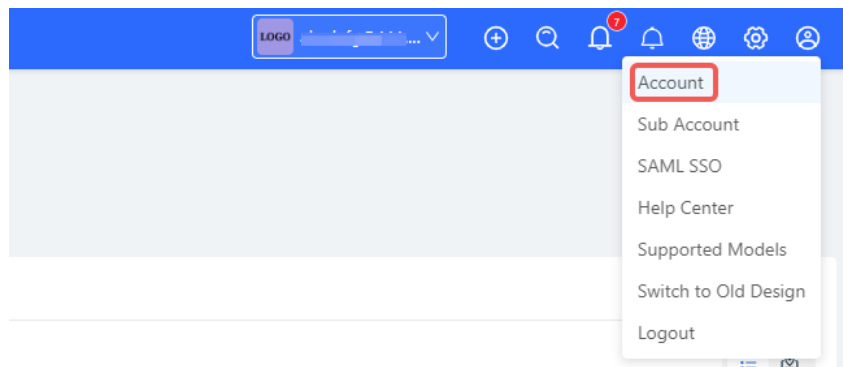 LOGO
7
Account
Sub Account
SAML SSO
Help Center
Supported Models
Switch to Old Design
Logout